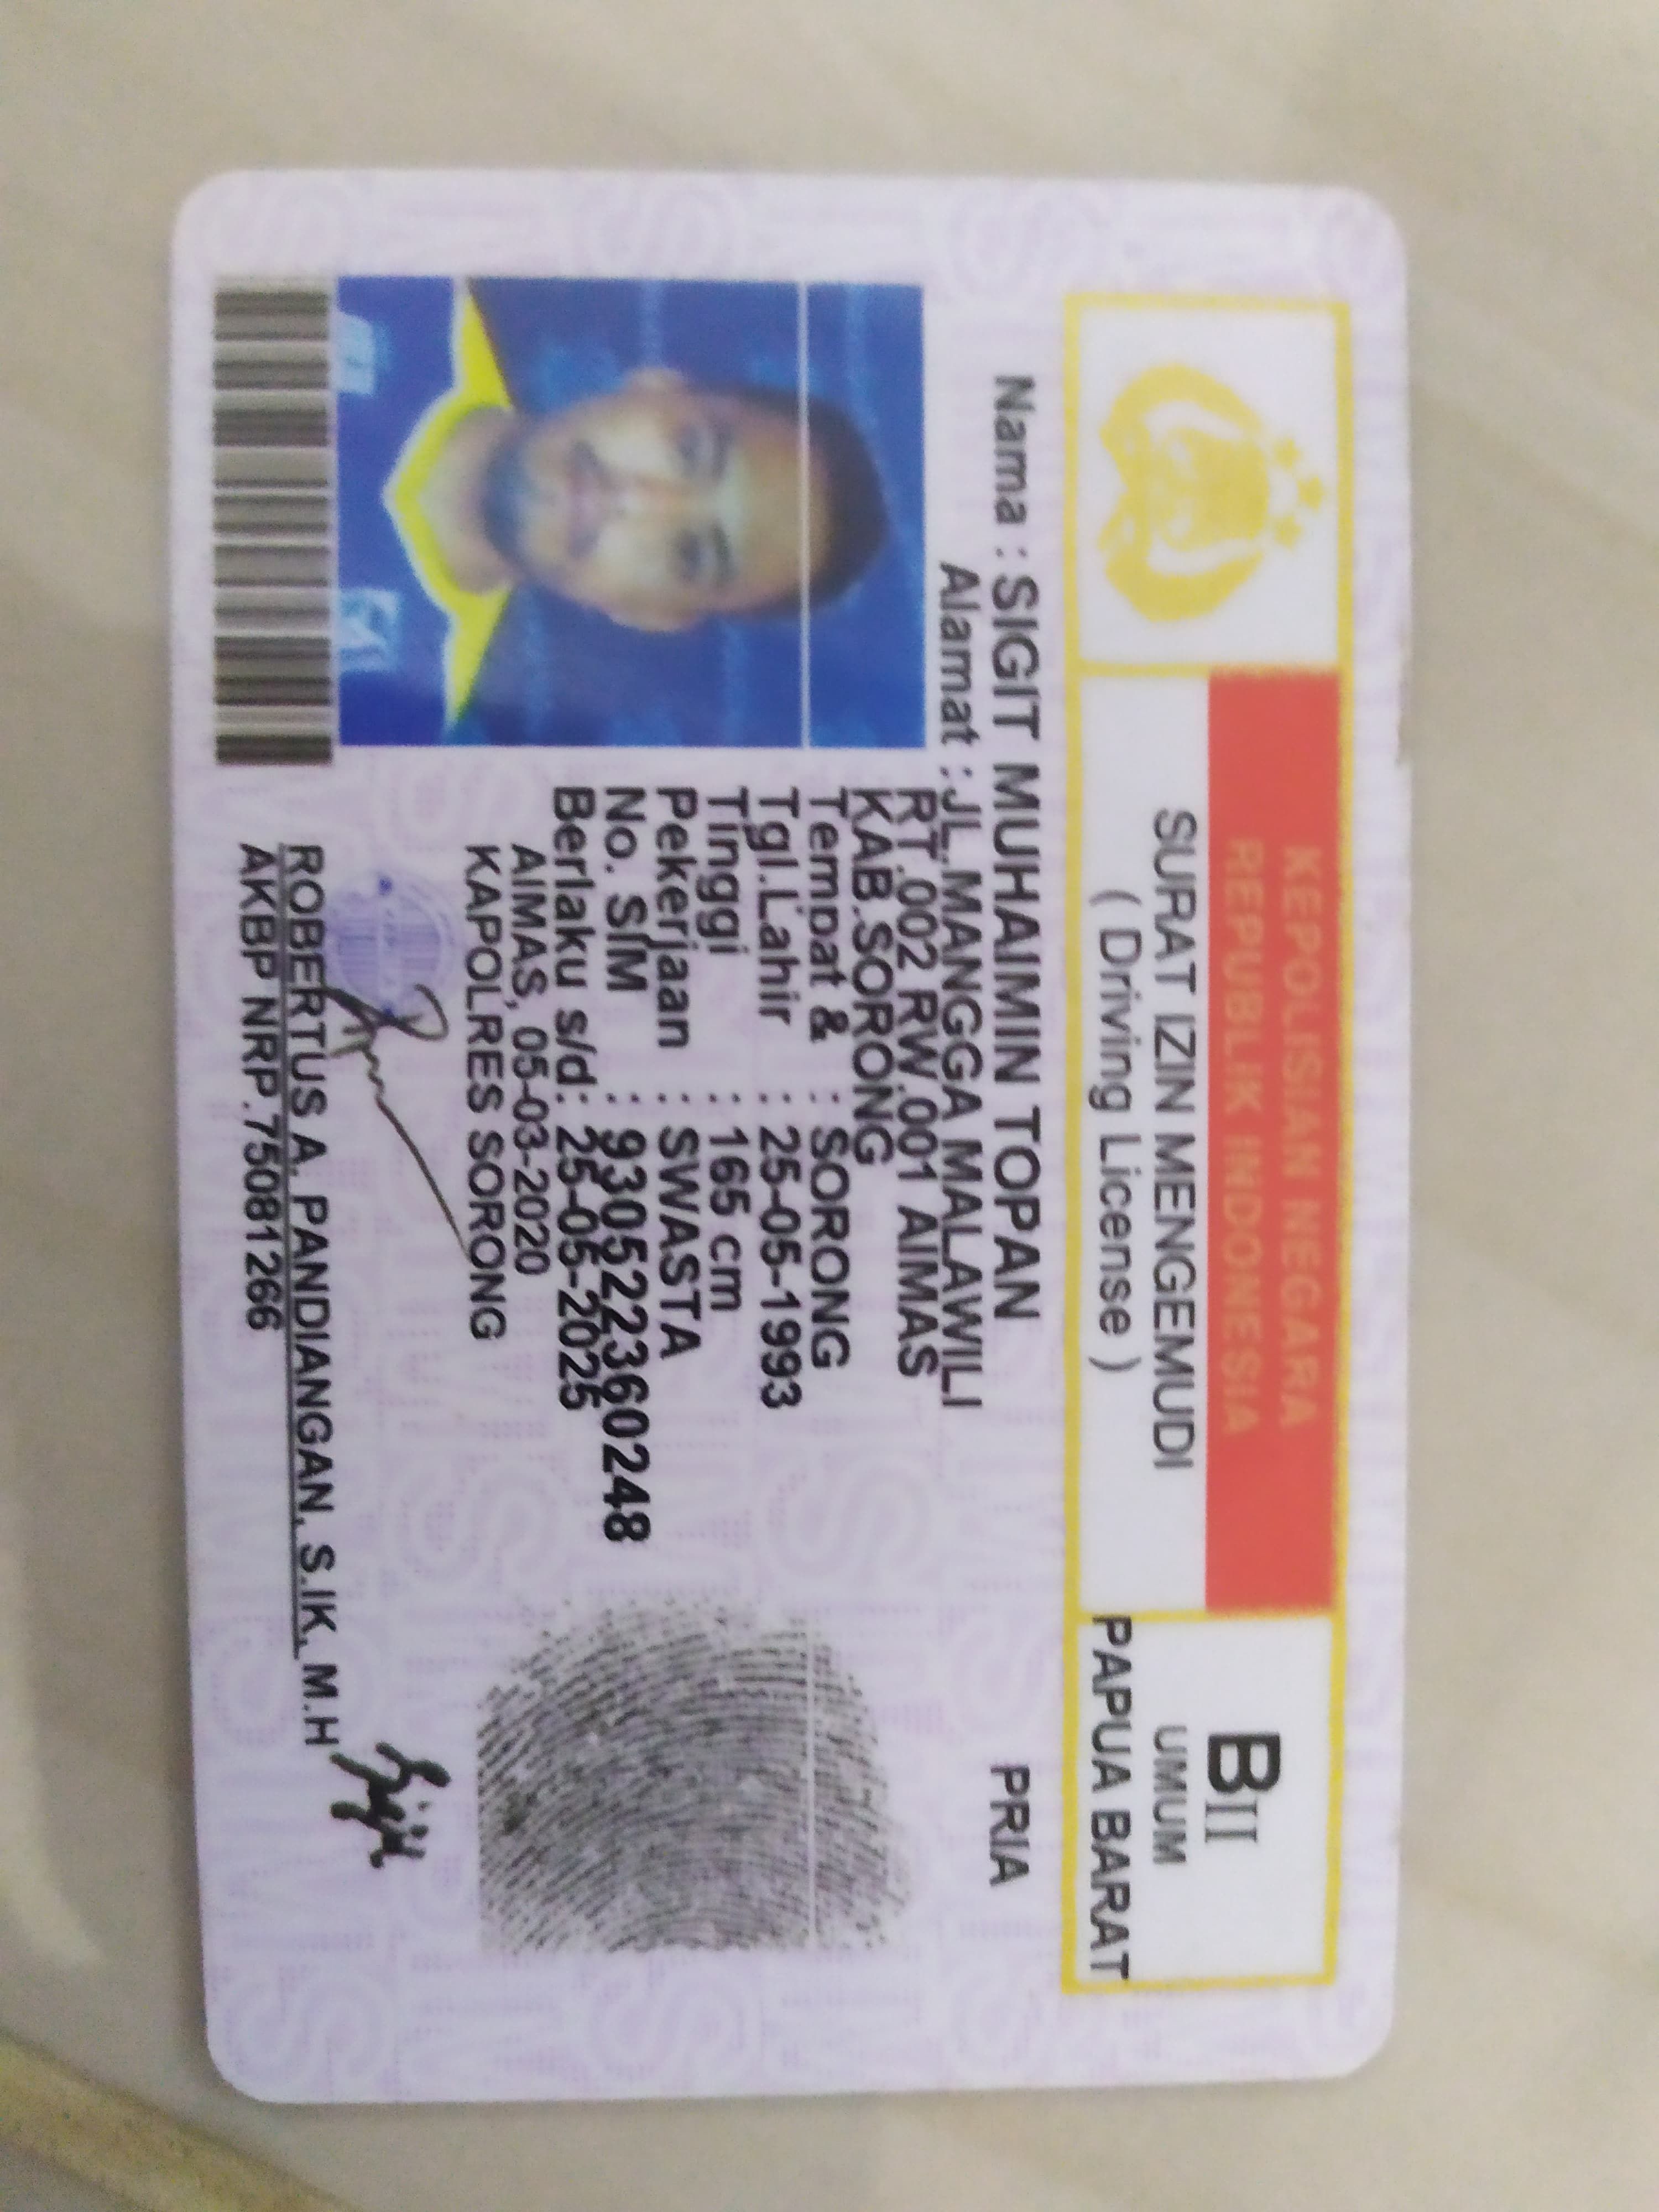 KEPOLISIAN NEGARA
REPUBLIK INDONESIA
SURAT IZIN MENGEMUDI
( Driving License )
BII
UMUM
PAPUA BARAT
Nama : SIGIT MUHAIMIN TOPAN PRIA
Alamat : JL.MANGGA MALAWILI
RT.002 RW.001 AIMAS
KAB.SORONG
Tempat & : SORONG
Tgl.Lahir : 25-05-1993
Tinggi : 165 cm
Pekerjaan : SWASTA
No. SIM : 930522360248
Berlaku s/d : 25-05-2025
AIMAS, 05-03-2020
KAPOLRES SORONG
ROBERTUS A. PANDIANGAN, S.IK, M.H
AKBP NRP.75081266